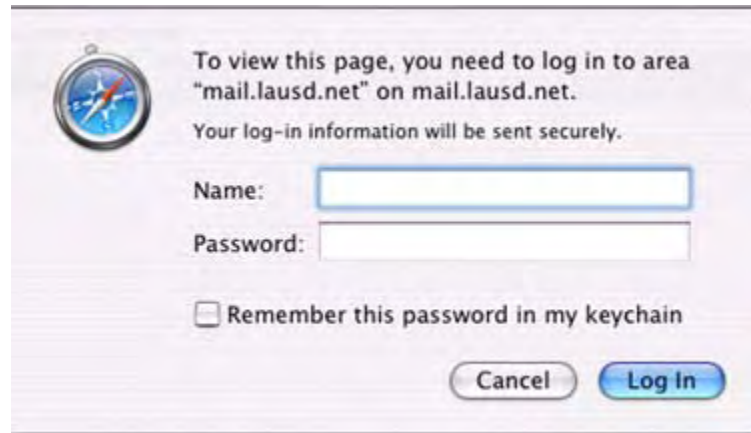 To view this page, you need to log in to area
“mail.lausd.net” on mail.lausd.net.
Your log-in information will be sent securely.
Name:
Password:
Remember this password in my keychain
Cancel
Log In